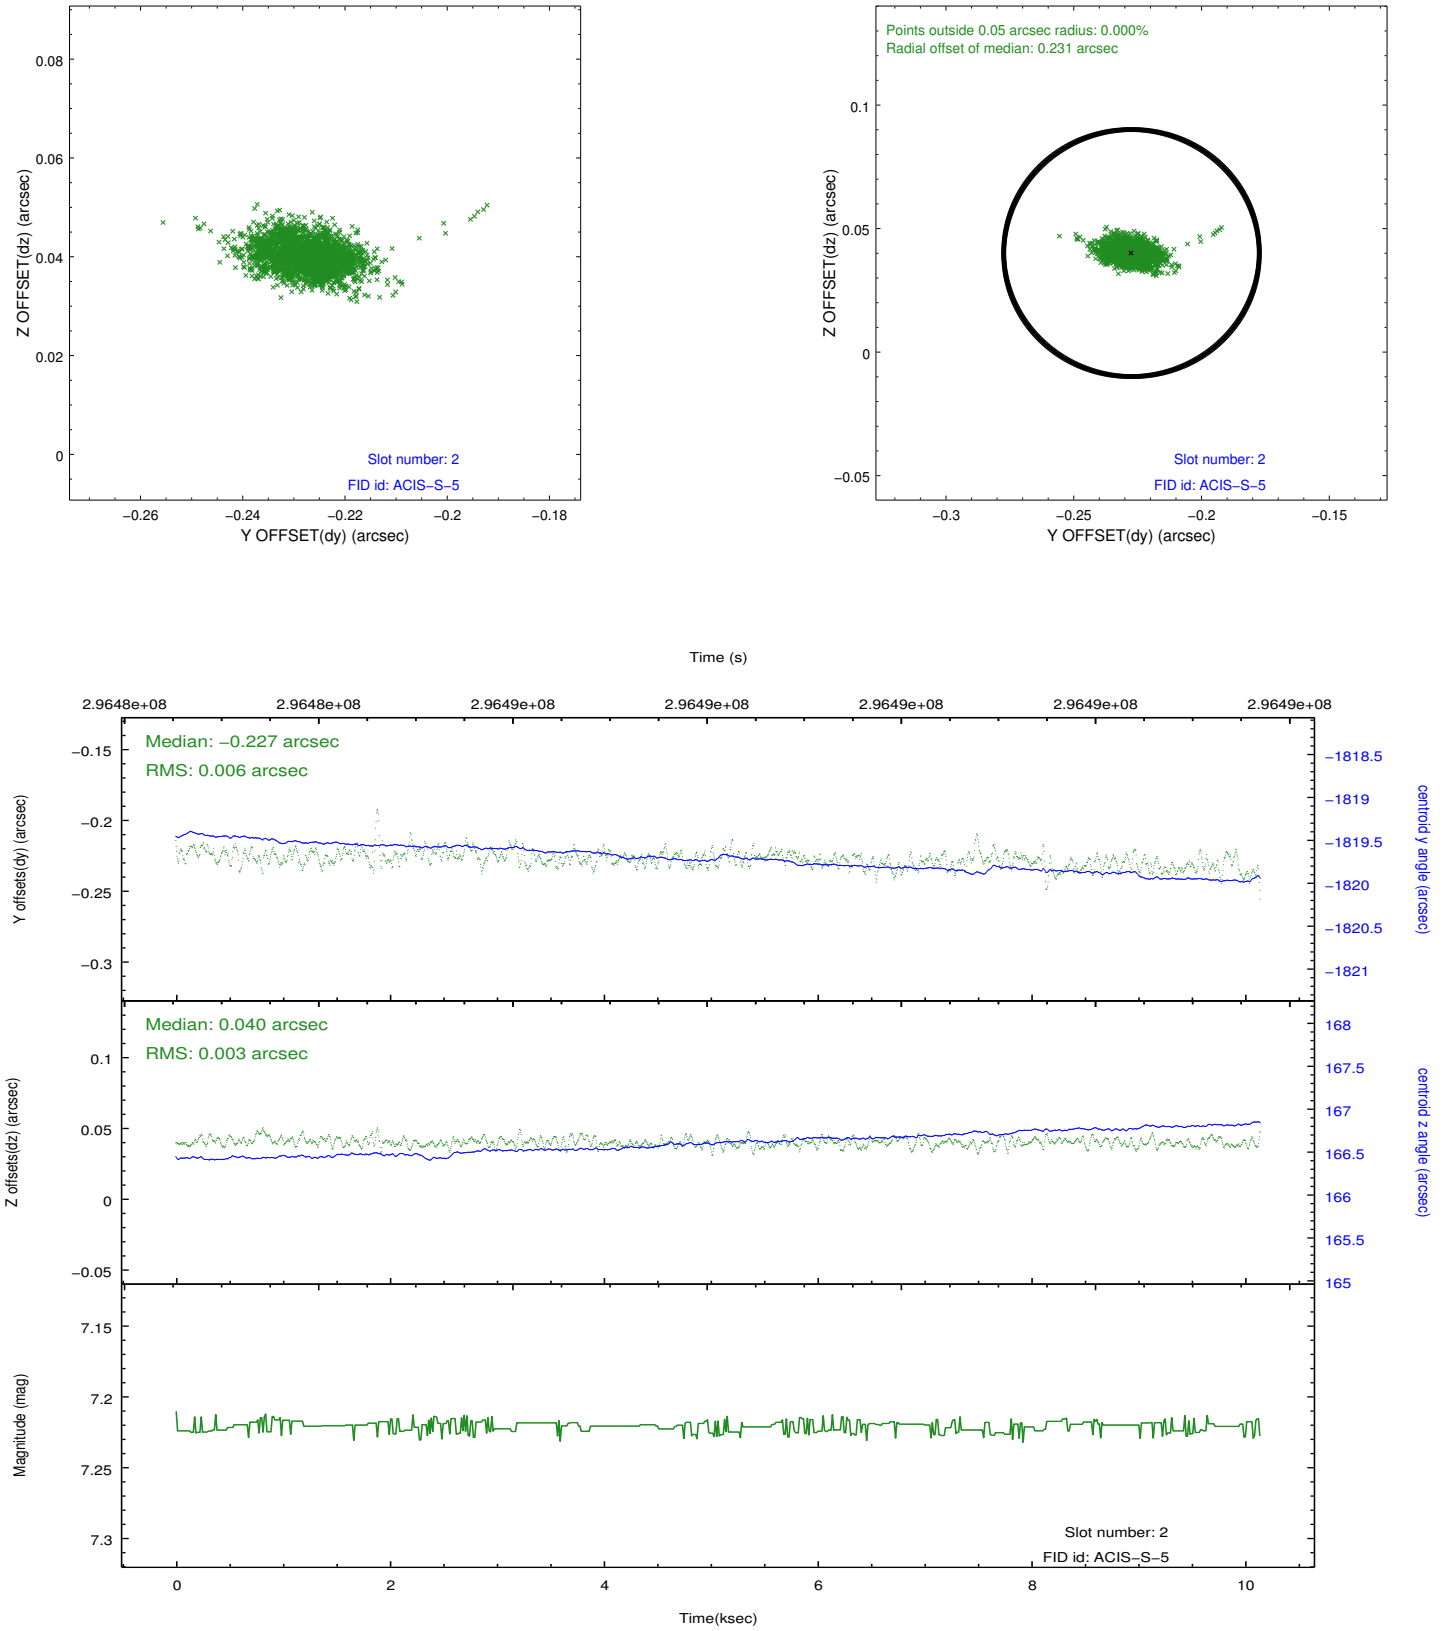 0.08
0.06
0.04
0.02
0
Z OFFSET(dz) (arcsec)
Slot number: 2
FID id: ACIS−S−5
−0.26
−0.24
−0.22
−0.2
−0.18
Y OFFSET(dy) (arcsec)
Points outside 0.05 arcsec radius: 0.000%
Radial offset of median: 0.231 arcsec
0.1
0.05
0
−0.05
Z OFFSET(dz) (arcsec)
Slot number: 2
FID id: ACIS−S−5
−0.3
−0.25
−0.2
−0.15
Y OFFSET(dy) (arcsec)
Time (s)
2.9648e+08
2.9648e+08
2.9649e+08
2.9649e+08
2.9649e+08
2.9649e+08
2.9649e+08
Median: −0.227 arcsec
RMS: 0.006 arcsec
−0.15
−0.2
−0.25
−0.3
Y offsets(dy) (arcsec)
−1818.5
−1819
−1819.5
−1820
−1820.5
−1821
centroid y angle (arcsec)
Median: 0.040 arcsec
RMS: 0.003 arcsec
0.1
0.05
0
−0.05
Z offsets(dz) (arcsec)
168
167.5
167
166.5
166
165.5
165
centroid z angle (arcsec)
7.15
7.2
7.25
7.3
Magnitude (mag)
Slot number: 2
FID id: ACIS−S−5
0
2
4
6
8
10
Time(ksec)